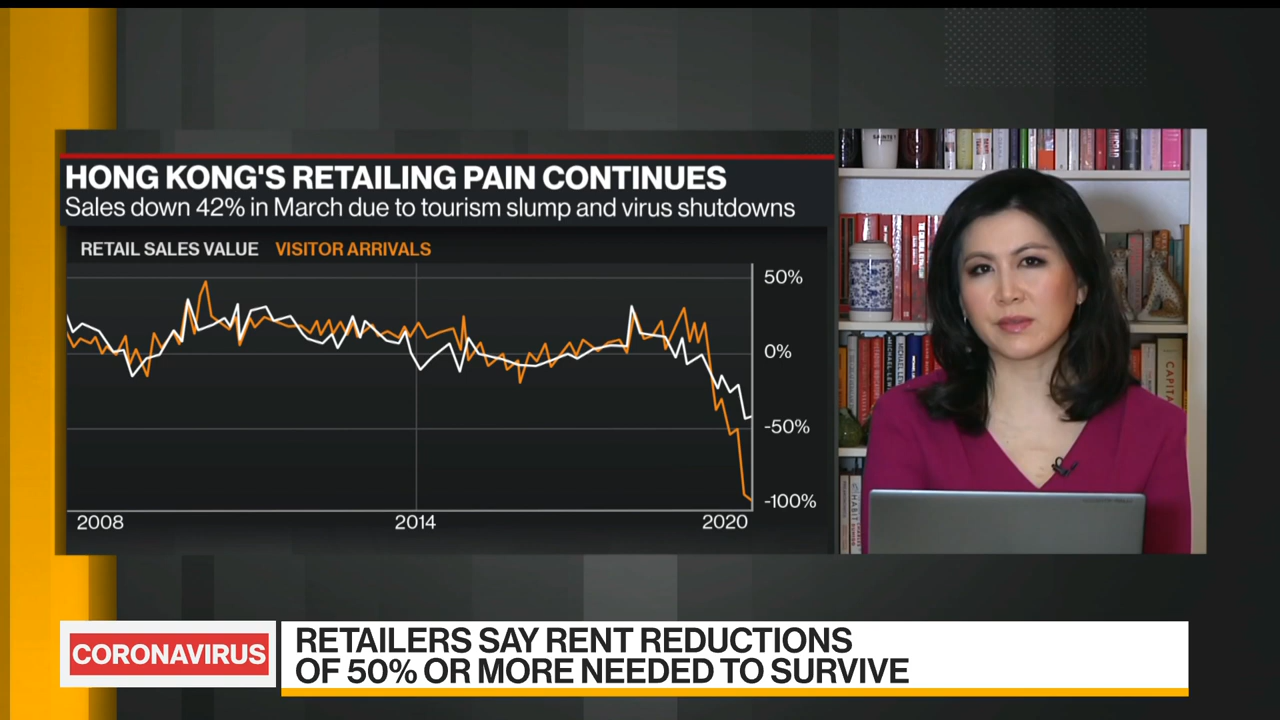 HONG KONG'S RETAILING PAIN CONTINUES
Sales down 42% in March due to tourism slump and virus shutdowns
RETAIL SALES VALUE VISITOR ARRIVALS
50%
0%
-50%
-100%
2008 2014 2020
CAPITAL
HABIT
CORONAVIRUS
RETAILERS SAY RENT REDUCTIONS
OF 50% OR MORE NEEDED TO SURVIVE